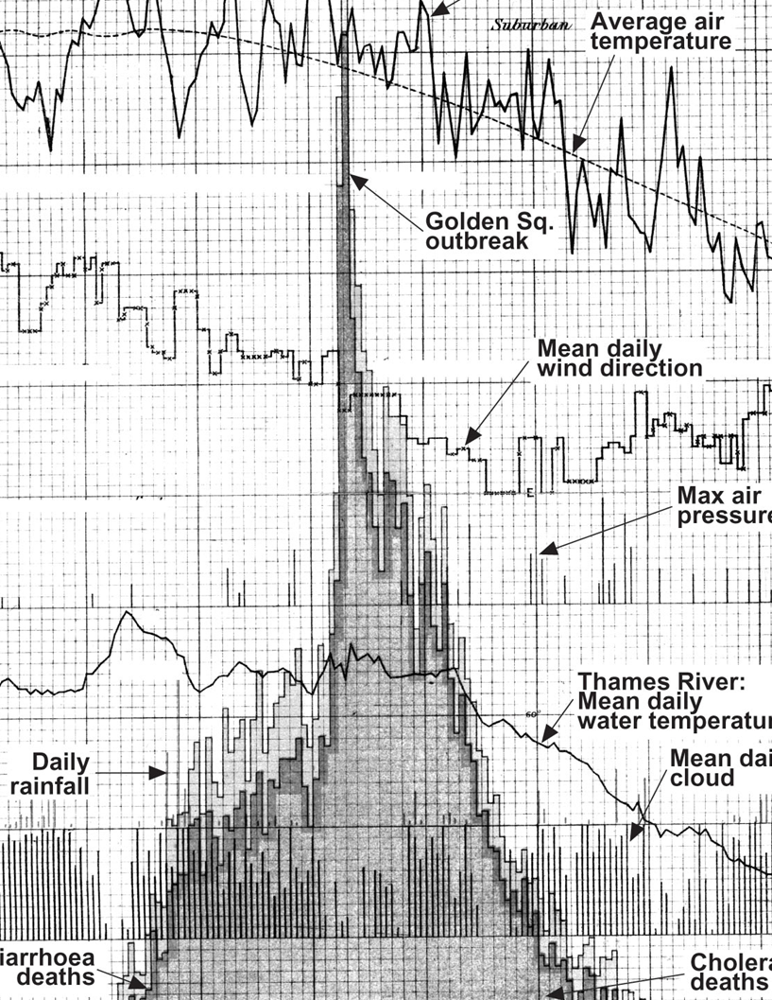 Suburban
Average air
temperature
Golden Sq.
outbreak
Mean daily
wind direction
E
Max air
pressure
Thames River:
Mean daily
water temperatur
60°
Daily
rainfall
Mean dai
cloud
iarrhoea
deaths
Cholera
deaths